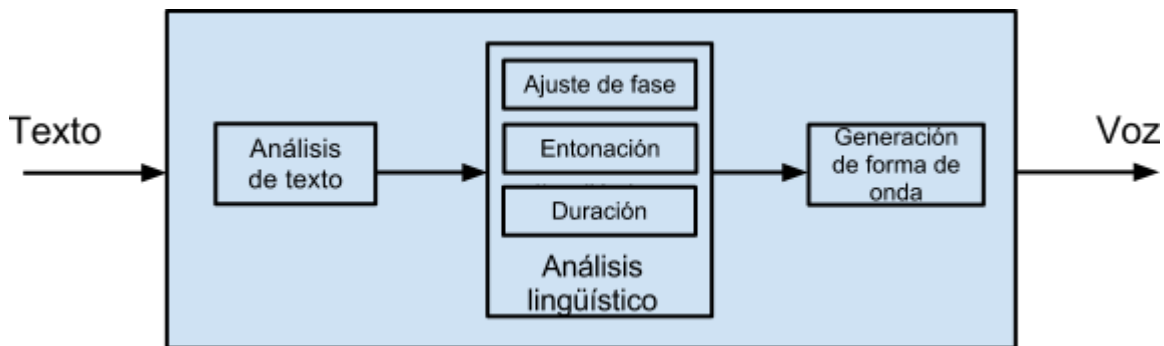 Texto
Análisis
de texto
Ajuste de fase
Entonación
Duración
Análisis
lingüístico
Generación
de forma de
onda
Voz